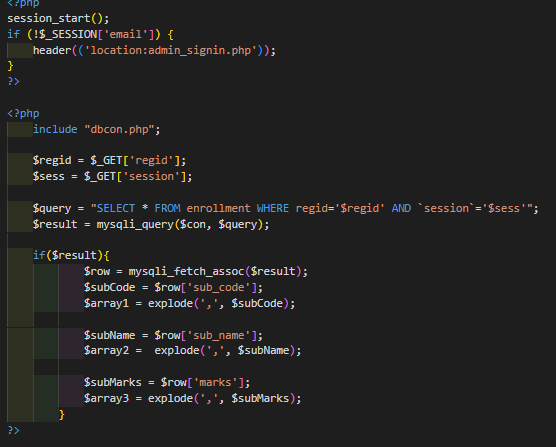 <?php
session_start();
if (!$_SESSION['email']) {
    header(('location:admin_signin.php'));
}
?>

<?php
    include "dbcon.php";

    $regid = $_GET['regid'];
    $sess = $_GET['session'];

    $query = "SELECT * FROM enrollment WHERE regid='$regid' AND `session`='$sess'";
    $result = mysqli_query($con, $query);

    if($result){
            $row = mysqli_fetch_assoc($result);
            $subCode = $row['sub_code'];
            $array1 = explode(',', $subCode);

            $subName = $row['sub_name'];
            $array2 =  explode(',', $subName);

            $subMarks = $row['marks'];
            $array3 = explode(',', $subMarks);
        }
?>